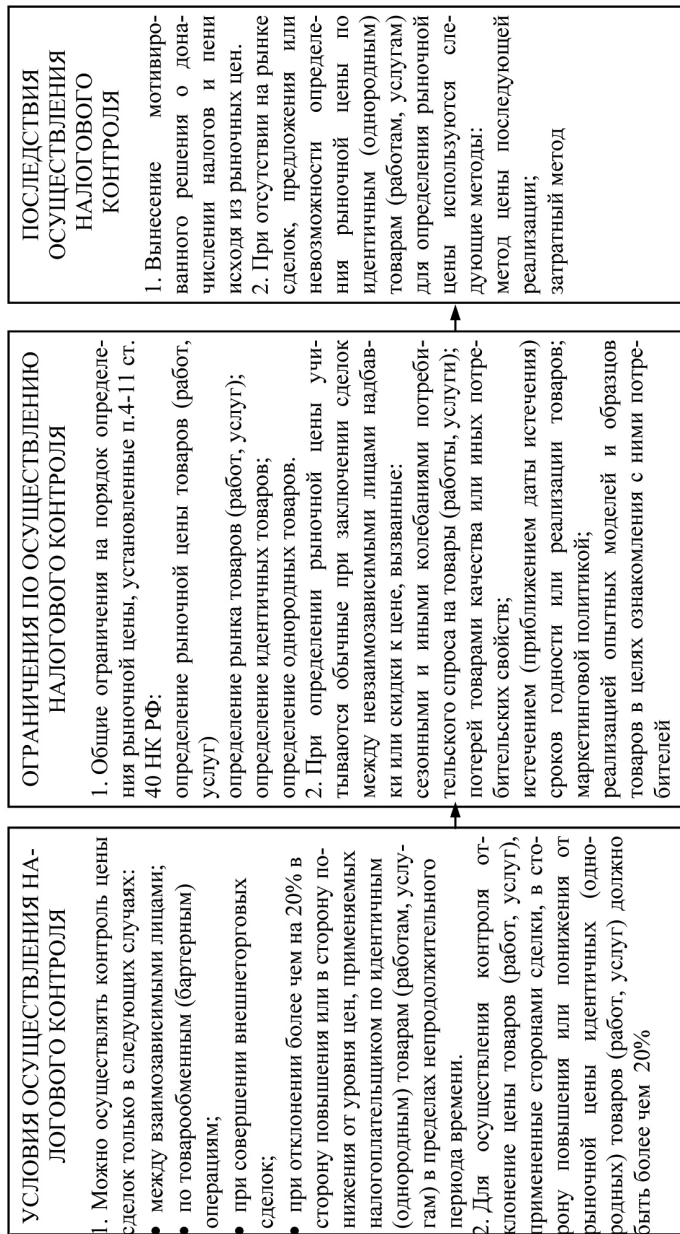 УСЛОВИЯ ОСУЩЕСТВЛЕНИЯ НА-
ЛОГОВОГО КОНТРОЛЯ
1. Можно осуществлять контроль цены
сделок только в следующих случаях:
• между взаимозависимыми лицами;
• по товарообменным (бартерным)
операциям;
• при совершении внешнеторговых
сделок;
• при отклонении более чем на 20% в
сторону повышения или в сторону по-
нижения от уровня цен, применяемых
налогоплательщиком по идентичным
(однородным) товарам (работам, услу-
гам) в пределах непродолжительного
периода времени.
2. Для осуществления контроля от-
клонение цены товаров (работ, услуг),
примененные сторонами сделки, в сто-
рону повышения или понижения от
рыночной цены идентичных (одно-
родных) товаров (работ, услуг) должно
быть более чем 20%
ОГРАНИЧЕНИЯ ПО ОСУЩЕСТВЛЕНИЮ
НАЛОГОВОГО КОНТРОЛЯ
1. Общие ограничения на порядок определе-
ния рыночной цены, установленные п.4-11 ст.
40 НК РФ:
определение рыночной цены товаров (работ,
услуг)
определение рынка товаров (работ, услуг);
определение идентичных товаров;
определение однородных товаров.
2. При определении рыночной цены учи-
тываются обычные при заключении сделок
между невзаимозависимыми лицами надбав-
ки или скидки к цене, вызванные:
сезонными и иными колебаниями потреби-
тельского спроса на товары (работы, услуги);
потерей товарами качества или иных потре-
бительских свойств;
истечением (приближением даты истечения)
сроков годности или реализации товаров;
маркетинговой политикой;
реализацией опытных моделей и образцов
товаров в целях ознакомления с ними потре-
бителей
ПОСЛЕДСТВИЯ
ОСУЩЕСТВЛЕНИЯ
НАЛОГОВОГО
КОНТРОЛЯ
1. Вынесение мотивиро-
ванного решения о дона-
числении налогов и пени
исходя из рыночных цен.
2. При отсутствии на рынке
сделок, предложения или
невозможности определе-
ния рыночной цены по
идентичным (однородным)
товарам (работам, услугам)
для определения рыночной
цены используются сле-
дующие методы:
метод цены последующей
реализации;
затратный метод